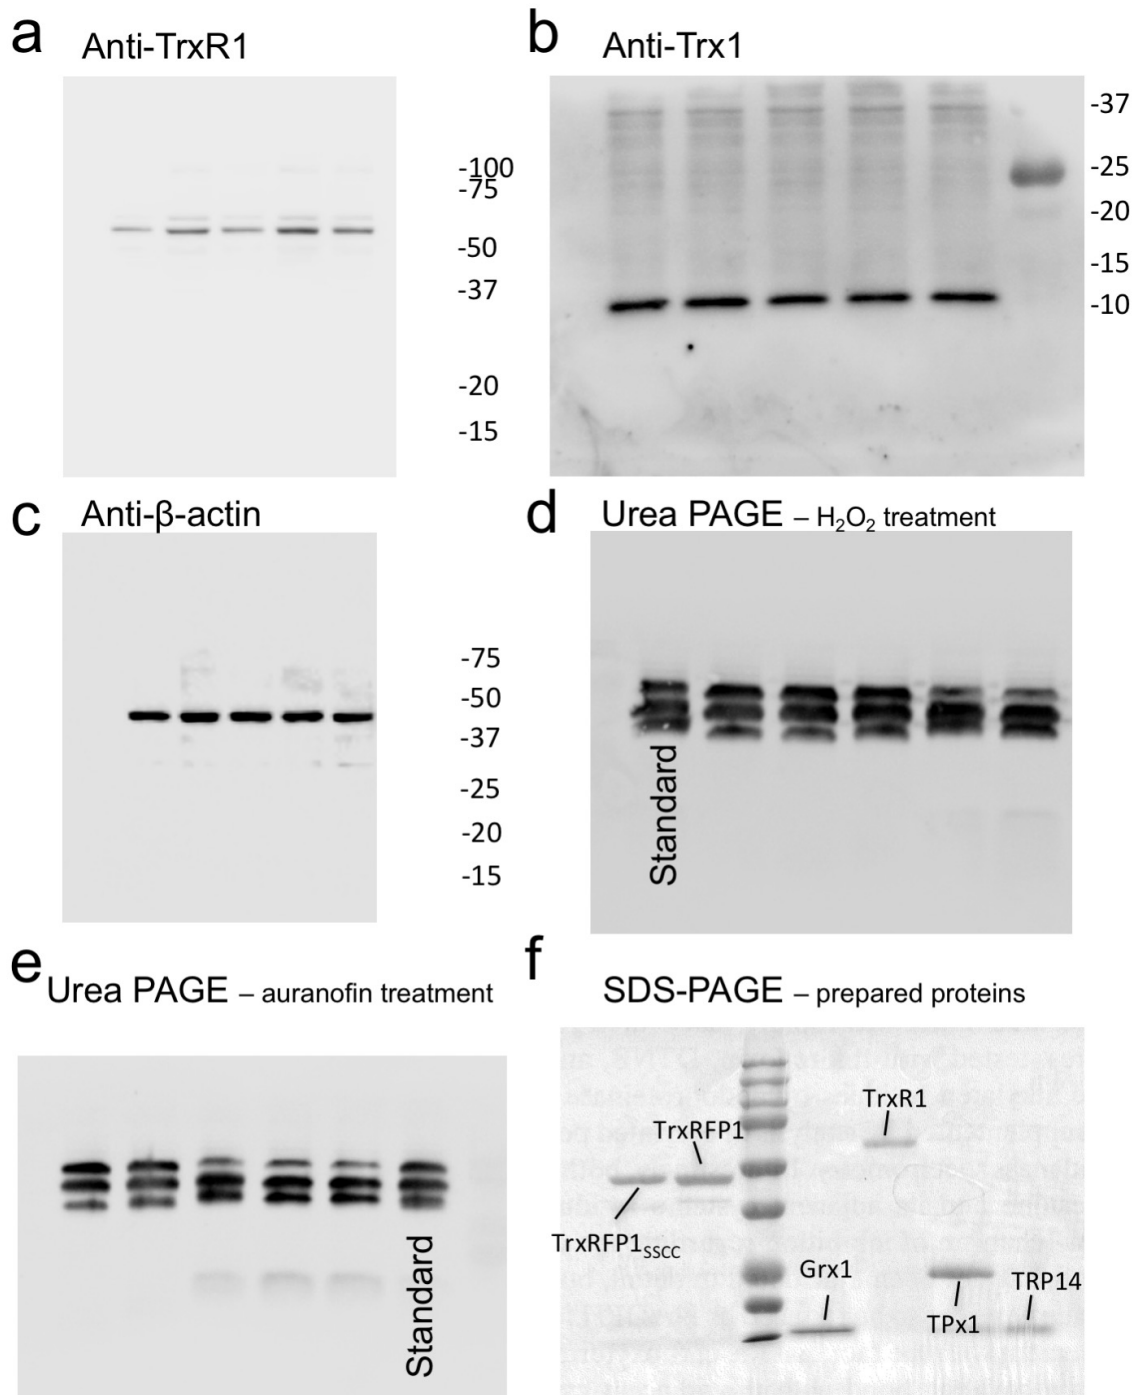 a
Anti-TrxR1
-100
-75
-50
-37
-20
-15
b
Anti-Trx1
-37
-25
-20
-15
-10
c
Anti-β-actin
-75
-50
-37
-25
-20
-15
d
Urea PAGE – H₂O₂ treatment
Standard
e
Urea PAGE – auranofin treatment
Standard
f
SDS-PAGE – prepared proteins
TrxR1
TrxRFP1
TrxRFP1SSCC
Grx1
TPx1
TRP14